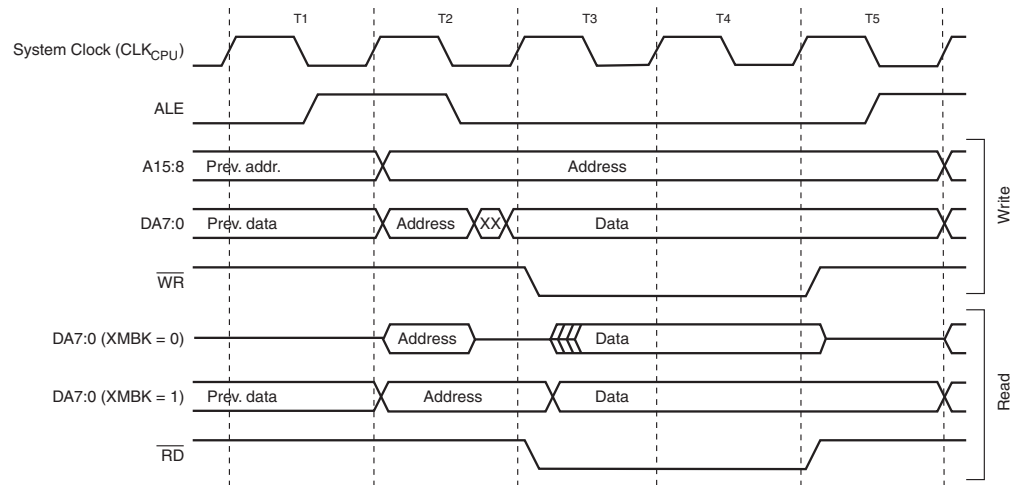 T1 T2 T3 T4 T5
System Clock (CLKCPU)
ALE
A15:8 Prev. addr. Address
DA7:0 Prev. data Address XX Data
WR
Write
DA7:0 (XMBK = 0) Address Data
DA7:0 (XMBK = 1) Prev. data Address Data
RD
Read